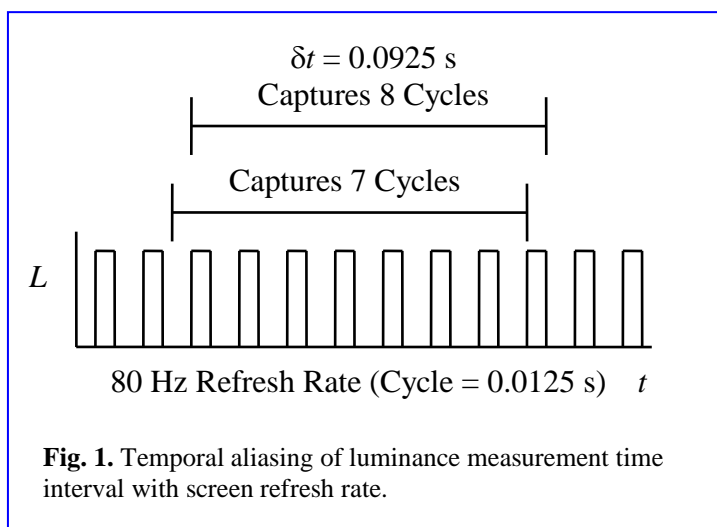 δt = 0.0925 s
Captures 8 Cycles
Captures 7 Cycles
L
80 Hz Refresh Rate (Cycle = 0.0125 s) t
Fig. 1. Temporal aliasing of luminance measurement time
interval with screen refresh rate.